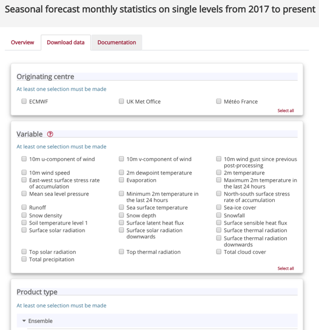 Seasonal forecast monthly statistics on single levels from 2017 to present
Overview Download data Documentation
Originating centre
At least one selection must be made
ECMWF UK Met Office Météo France
Select all
Variable ?
At least one selection must be made
10m u-component of wind 10m v-component of wind 10m wind gust since previous
post-processing
10m wind speed 2m dewpoint temperature 2m temperature
East-west surface stress rate
of accumulation
Evaporation Maximum 2m temperature in
the last 24 hours
Mean sea level pressure Minimum 2m temperature in
the last 24 hours
North-south surface stress
rate of accumulation
Runoff Sea surface temperature Sea-ice cover
Snow density Snow depth Snowfall
Soil temperature level 1 Surface latent heat flux Surface sensible heat flux
Surface solar radiation Surface solar radiation
downwards
Surface thermal radiation
Surface thermal radiation
downwards
Top solar radiation Top thermal radiation Total cloud cover
Total precipitation
Select all
Product type
At least one selection must be made
Ensemble